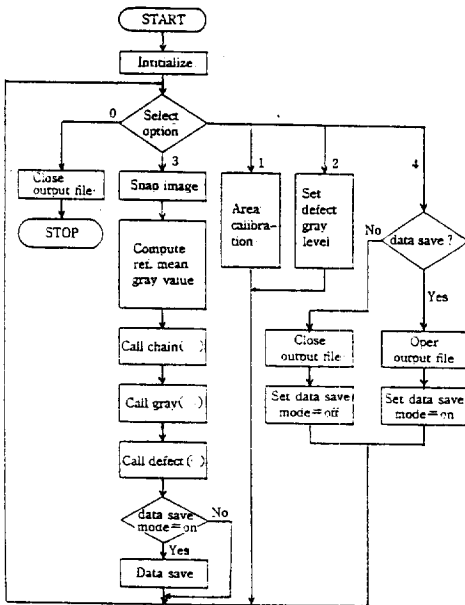 START
Initialize
Select
option
0
3
1
2
4
Close
output file
STOP
Snap image
Compute
ref. mean
gray value
Call chain( )
Call gray( )
Call defect( )
data save
mode=on
No
Yes
Data save
Area
calibra-
tion
Set
defect
gray
level
data save ?
No
Yes
Close
output file
Set data save
mode=off
Open
output file
Set data save
mode=on